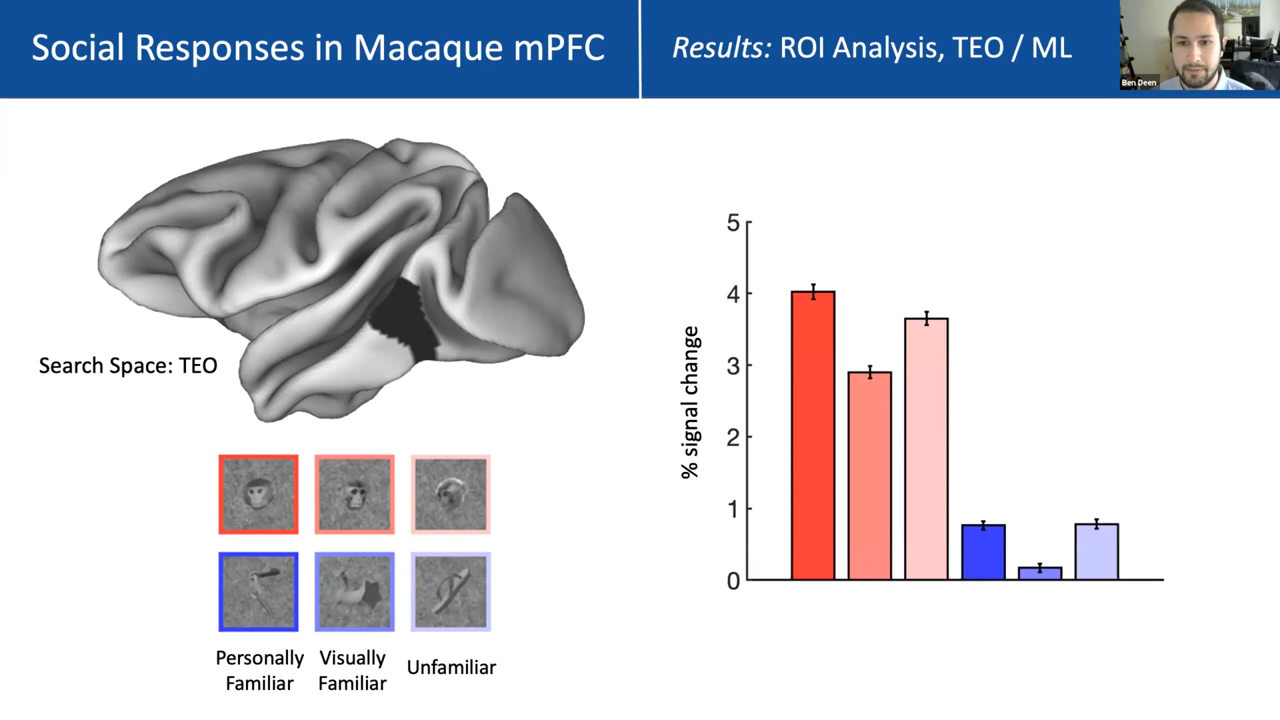 Social Responses in Macaque mPFC
Results: ROI Analysis, TEO / ML
Ben Deen
Search Space: TEO
Personally
Familiar
Visually
Familiar
Unfamiliar
% signal change
5
4
3
2
1
0